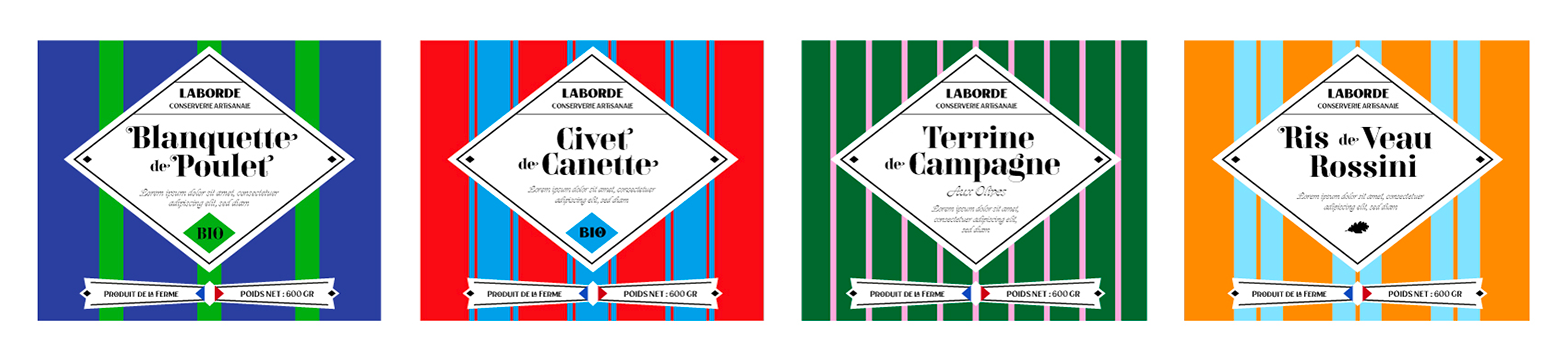 LABORDE
CONSERVERIE ARTISANALE
Blanquette
de Poulet
Lorem ipsum dolor sit amet, consectetuer
adipiscing elit, sed diam
BIO
PRODUIT DE LA FERME
POIDS NET : 600 GR
LABORDE
CONSERVERIE ARTISANALE
Civet
de Canette
Lorem ipsum dolor sit amet, consectetuer
adipiscing elit, sed diam
BIO
PRODUIT DE LA FERME
POIDS NET : 600 GR
LABORDE
CONSERVERIE ARTISANALE
Terrine
de Campagne
Aux Olives
Lorem ipsum dolor sit amet,
consectetuer adipiscing elit,
sed diam
PRODUIT DE LA FERME
POIDS NET : 600 GR
LABORDE
CONSERVERIE ARTISANALE
Ris de Veau
Rossini
Lorem ipsum dolor sit amet, consectetuer
adipiscing elit, sed diam
PRODUIT DE LA FERME
POIDS NET : 600 GR